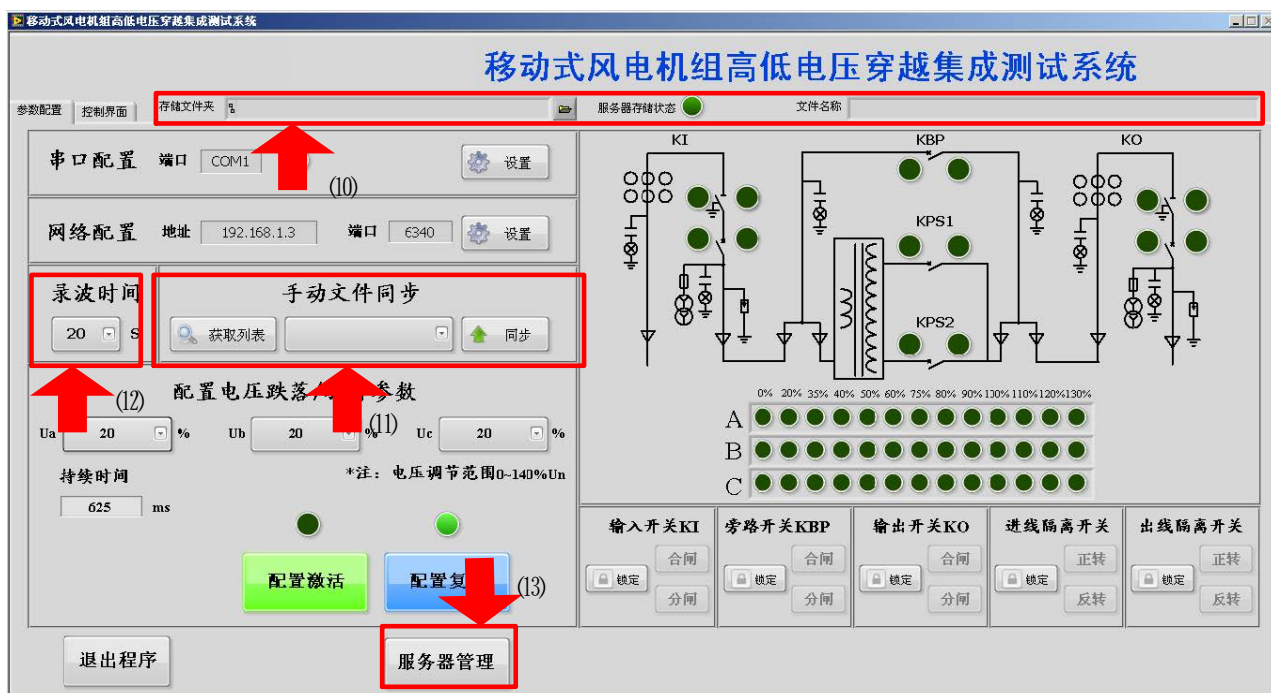 移动式风电机组高低电压穿越集成测试系统
移动式风电机组高低电压穿越集成测试系统
参数配置 控制界面 存储文件夹 服务器存储状态 文件名称
串口配置 端口 COM1 设置
(10)
网络配置 地址 192.168.1.3 端口 6340 设置
录波时间 手动文件同步
20 S 获取列表 同步
(12) (11)
配置电压跌落 参数
Ua 20 % Ub 20 % Uc 20 %
持续时间 *注：电压调节范围0~140%Un
625 ms
配置激活 配置复
(13)
退出程序 服务器管理
KI KBP KO
KPS1
KPS2
0% 20% 35% 40% 50% 60% 75% 80% 90% 100% 110% 120% 130%
A
B
C
输入开关KI 旁路开关KBP 输出开关KO 进线隔离开关 出线隔离开关
合闸 合闸 合闸 正转 正转
锁定 锁定 锁定 锁定 锁定
分闸 分闸 分闸 反转 反转